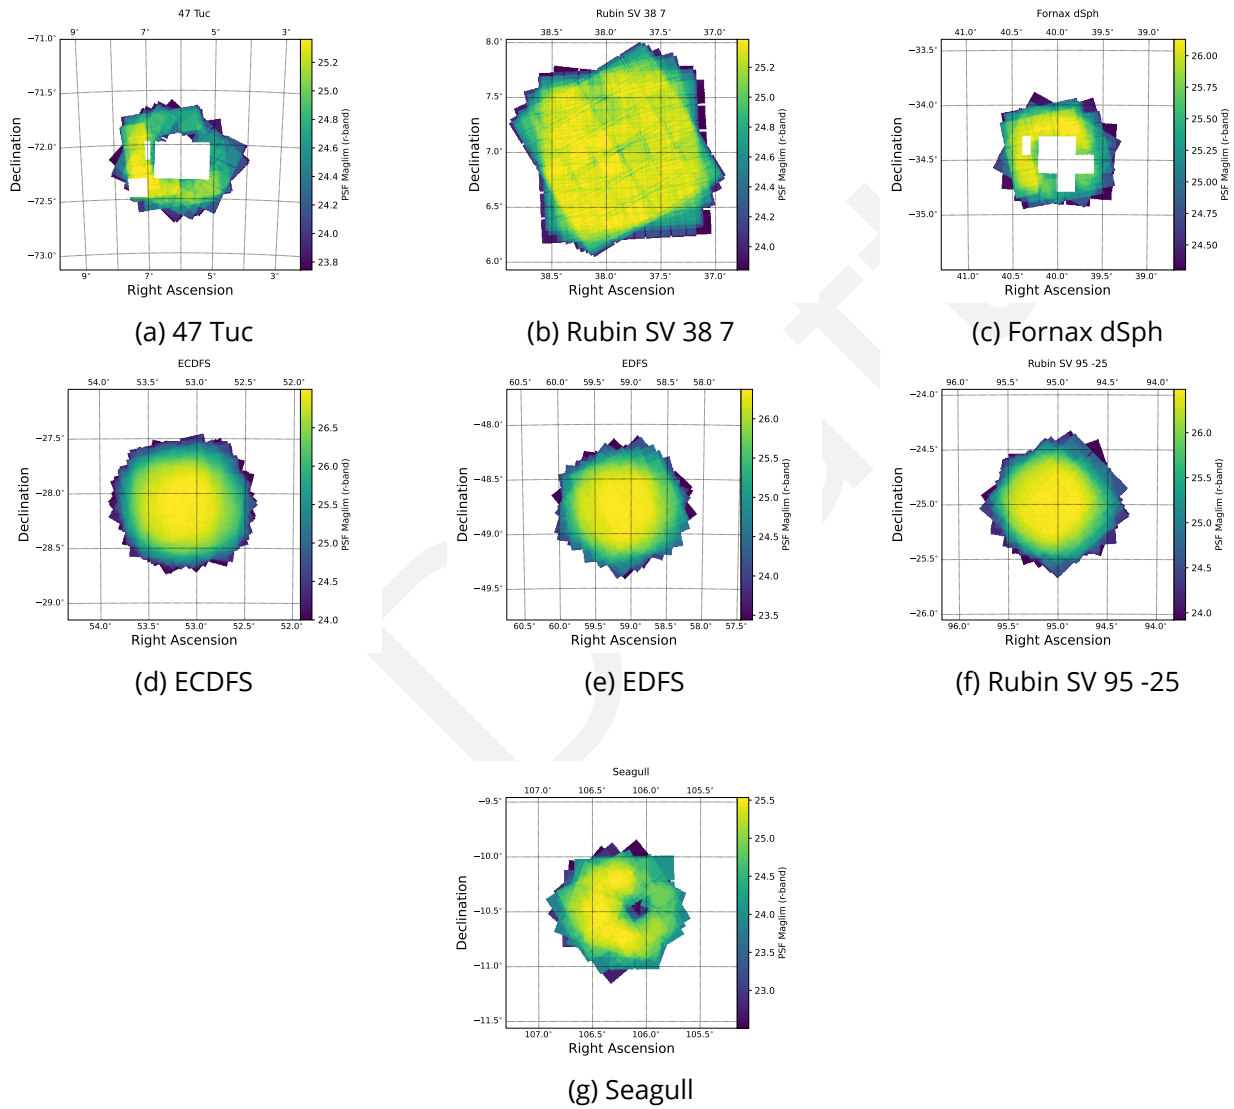 47 Tuc
9° 7° 5° 3°
−71.0°
−71.5°
−72.0°
−72.5°
−73.0°
9° 7° 5° 3°
Declination
Right Ascension
25.2
25.0
24.8
24.6
24.4
24.2
24.0
23.8
PSF Maglim (r-band)
(a) 47 Tuc
Rubin SV 38 7
38.5° 38.0° 37.5° 37.0°
8.0°
7.5°
7.0°
6.5°
6.0°
38.5° 38.0° 37.5° 37.0°
Declination
Right Ascension
25.2
25.0
24.8
24.6
24.4
24.2
24.0
PSF Maglim (r-band)
(b) Rubin SV 38 7
Fornax dSph
41.0° 40.5° 40.0° 39.5° 39.0°
−33.5°
−34.0°
−34.5°
−35.0°
41.0° 40.5° 40.0° 39.5° 39.0°
Declination
Right Ascension
26.00
25.75
25.50
25.25
25.00
24.75
24.50
PSF Maglim (r-band)
(c) Fornax dSph
ECDFS
54.0° 53.5° 53.0° 52.5° 52.0°
−27.5°
−28.0°
−28.5°
−29.0°
54.0° 53.5° 53.0° 52.5° 52.0°
Declination
Right Ascension
26.5
26.0
25.5
25.0
24.5
24.0
PSF Maglim (r-band)
(d) ECDFS
EDFS
60.5° 60.0° 59.5° 59.0° 58.5° 58.0°
−48.0°
−48.5°
−49.0°
−49.5°
60.5° 60.0° 59.5° 59.0° 58.5° 58.0° 57.5°
Declination
Right Ascension
26.0
25.5
25.0
24.5
24.0
23.5
PSF Maglim (r-band)
(e) EDFS
Rubin SV 95 -25
96.0° 95.5° 95.0° 94.5° 94.0°
−24.0°
−24.5°
−25.0°
−25.5°
−26.0°
96.0° 95.5° 95.0° 94.5° 94.0°
Declination
Right Ascension
26.0
25.5
25.0
24.5
24.0
PSF Maglim (r-band)
(f) Rubin SV 95 -25
Seagull
107.0° 106.5° 106.0° 105.5°
−9.5°
−10.0°
−10.5°
−11.0°
−11.5°
107.0° 106.5° 106.0° 105.5°
Declination
Right Ascension
25.5
25.0
24.5
24.0
23.5
23.0
PSF Maglim (r-band)
(g) Seagull